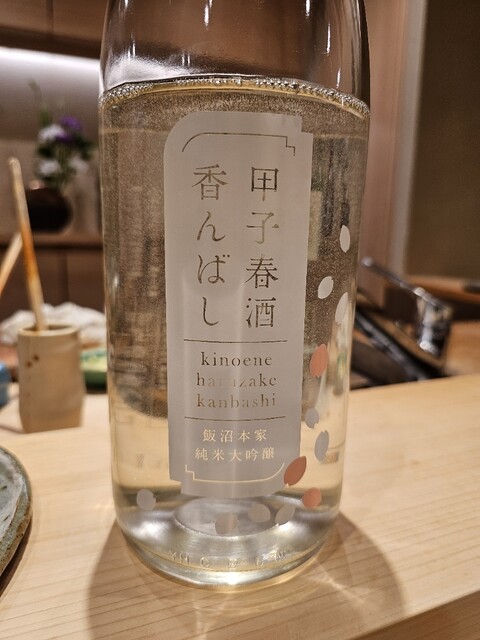 甲子春酒
香んばし
kinoene
haruzake
kanbashi
飯沼本家
純米大吟醸